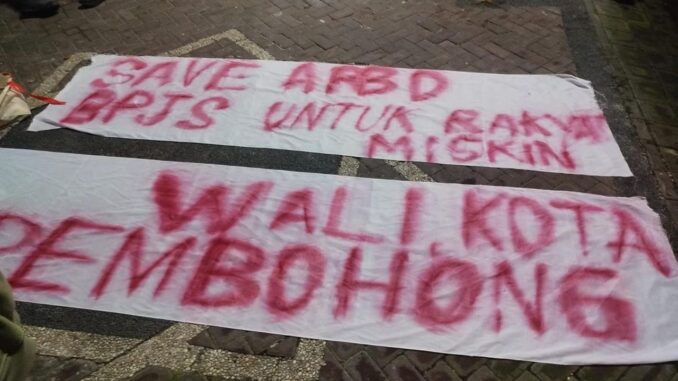 SAVE APBD
BPJS UNTUK RAKYAT
MISKIN
WALI KOTA
PEMBOHONG